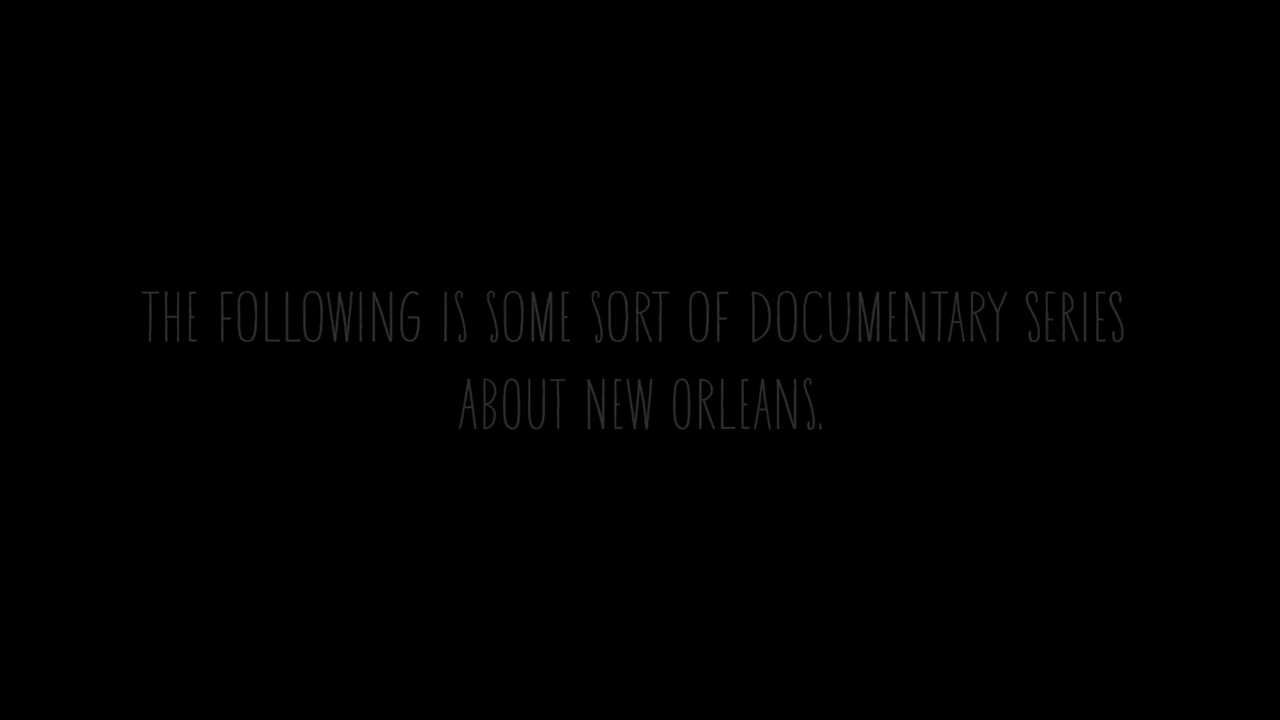 THE FOLLOWING IS SOME SORT OF DOCUMENTARY SERIES
ABOUT NEW ORLEANS.